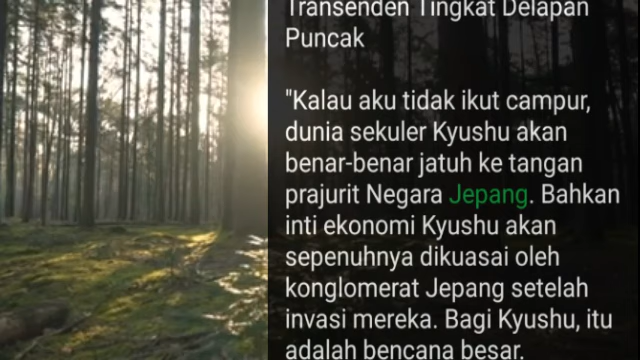 Transenden Tingkat Delapan
Puncak
"Kalau aku tidak ikut campur,
dunia sekuler Kyushu akan
benar-benar jatuh ke tangan
prajurit Negara Jepang. Bahkan
inti ekonomi Kyushu akan
sepenuhnya dikuasai oleh
konglomerat Jepang setelah
invasi mereka. Bagi Kyushu, itu
adalah bencana besar.